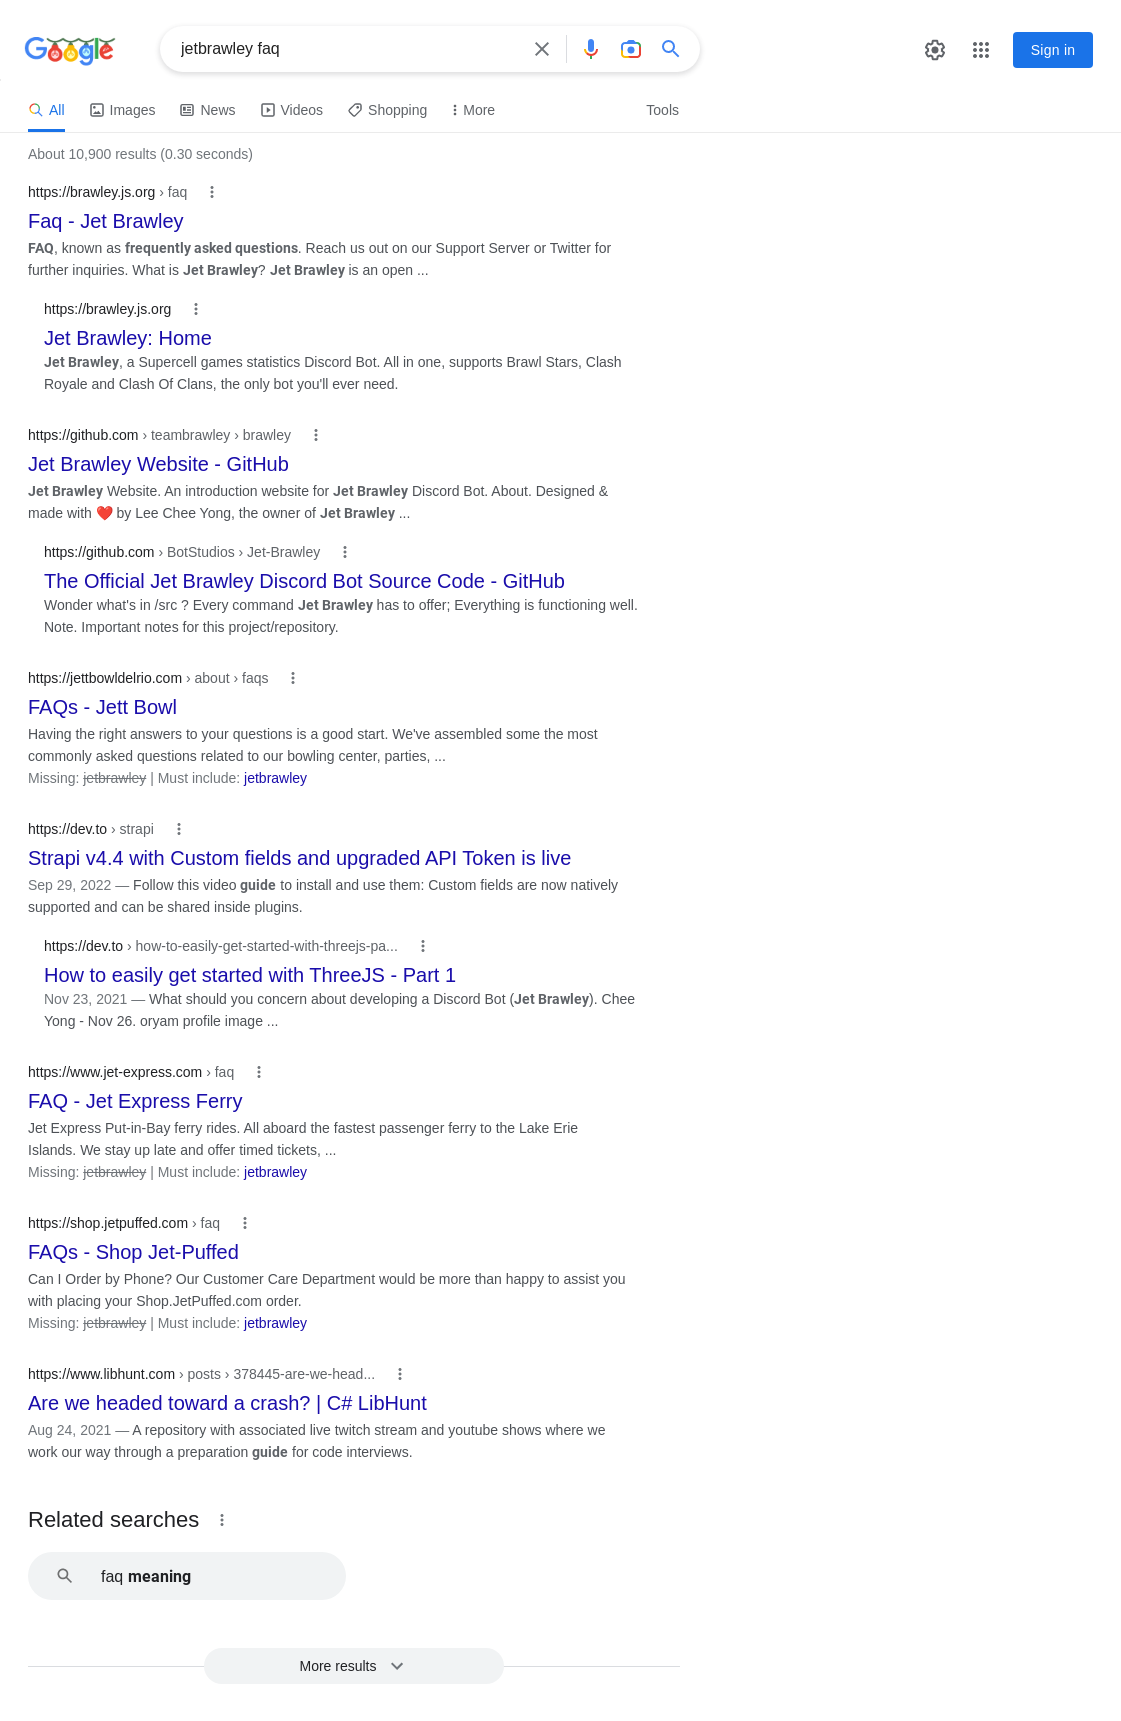 Google
jetbrawley faq
Sign in
All
Images
News
Videos
Shopping
More
Tools
About 10,900 results (0.30 seconds)
https://brawley.js.org › faq
Faq - Jet Brawley
FAQ, known as frequently asked questions. Reach us out on our Support Server or Twitter for
further inquiries. What is Jet Brawley? Jet Brawley is an open ...
https://brawley.js.org
Jet Brawley: Home
Jet Brawley, a Supercell games statistics Discord Bot. All in one, supports Brawl Stars, Clash
Royale and Clash Of Clans, the only bot you'll ever need.
https://github.com › teambrawley › brawley
Jet Brawley Website - GitHub
Jet Brawley Website. An introduction website for Jet Brawley Discord Bot. About. Designed &
made with ❤️ by Lee Chee Yong, the owner of Jet Brawley ...
https://github.com › BotStudios › Jet-Brawley
The Official Jet Brawley Discord Bot Source Code - GitHub
Wonder what's in /src ? Every command Jet Brawley has to offer; Everything is functioning well.
Note. Important notes for this project/repository.
https://jettbowldelrio.com › about › faqs
FAQs - Jett Bowl
Having the right answers to your questions is a good start. We've assembled some the most
commonly asked questions related to our bowling center, parties, ...
Missing: jetbrawley | Must include: jetbrawley
https://dev.to › strapi
Strapi v4.4 with Custom fields and upgraded API Token is live
Sep 29, 2022 — Follow this video guide to install and use them: Custom fields are now natively
supported and can be shared inside plugins.
https://dev.to › how-to-easily-get-started-with-threejs-pa...
How to easily get started with ThreeJS - Part 1
Nov 23, 2021 — What should you concern about developing a Discord Bot (Jet Brawley). Chee
Yong - Nov 26. oryam profile image ...
https://www.jet-express.com › faq
FAQ - Jet Express Ferry
Jet Express Put-in-Bay ferry rides. All aboard the fastest passenger ferry to the Lake Erie
Islands. We stay up late and offer timed tickets, ...
Missing: jetbrawley | Must include: jetbrawley
https://shop.jetpuffed.com › faq
FAQs - Shop Jet-Puffed
Can I Order by Phone? Our Customer Care Department would be more than happy to assist you
with placing your Shop.JetPuffed.com order.
Missing: jetbrawley | Must include: jetbrawley
https://www.libhunt.com › posts › 378445-are-we-head...
Are we headed toward a crash? | C# LibHunt
Aug 24, 2021 — A repository with associated live twitch stream and youtube shows where we
work our way through a preparation guide for code interviews.
Related searches
faq meaning
More results